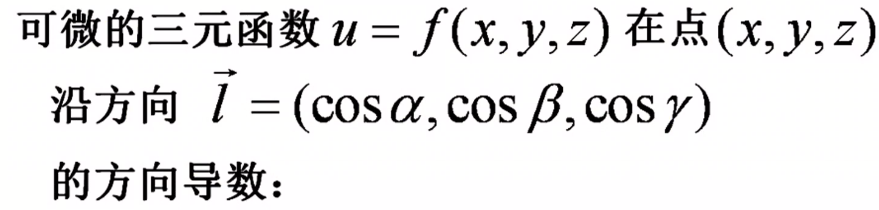 可微的三元函数 u = f(x, y, z) 在点(x, y, z)
沿方向 l⃗ = (cos α, cos β, cos γ)
的方向导数：